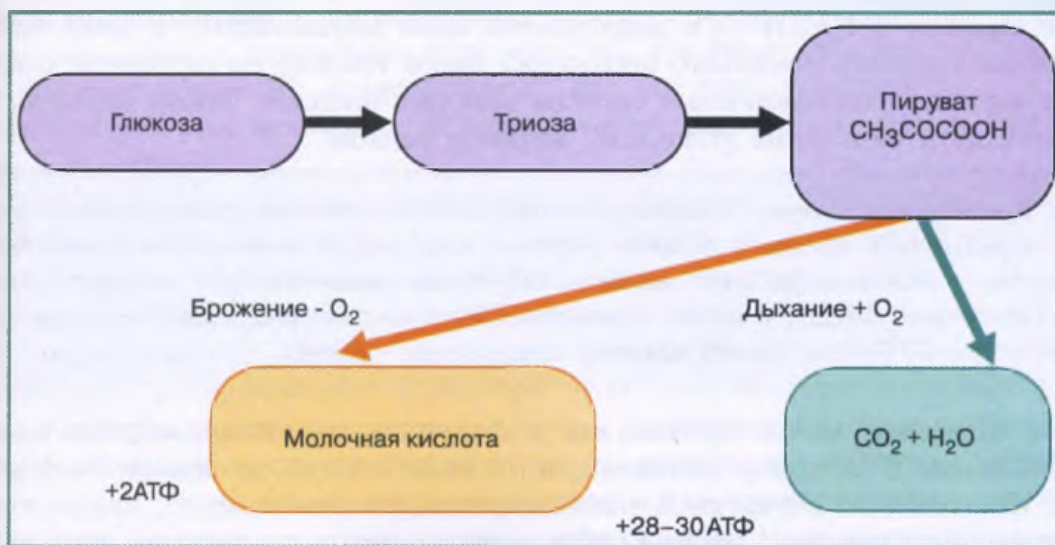 Глюкоза
Триоза
Пируват
CH₃COCOOH
Брожение - O₂
Дыхание + O₂
Молочная кислота
CO₂ + H₂O
+2АТФ
+28–30АТФ